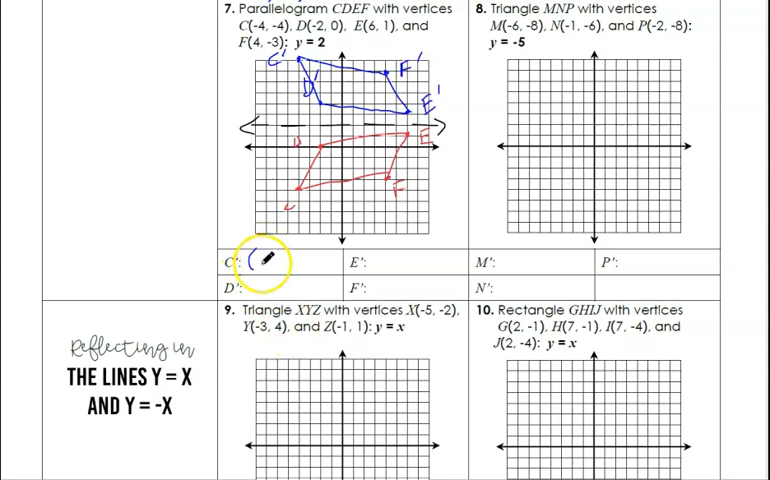 7. Parallelogram CDEF with vertices
C(-4, -4), D(-2, 0), E(6, 1), and
F(4, -3): y = 2
C'
F'
D'
E'
D
E
F
C': (
E':
D':
F':
8. Triangle MNP with vertices
M(-6, -8), N(-1, -6), and P(-2, -8):
y = -5
M':
P':
N':
Reflecting in
THE LINES Y = X
AND Y = -X
9. Triangle XYZ with vertices X(-5, -2),
Y(-3, 4), and Z(-1, 1): y = x
10. Rectangle GHIJ with vertices
G(2, -1), H(7, -1), I(7, -4), and
J(2, -4): y = x